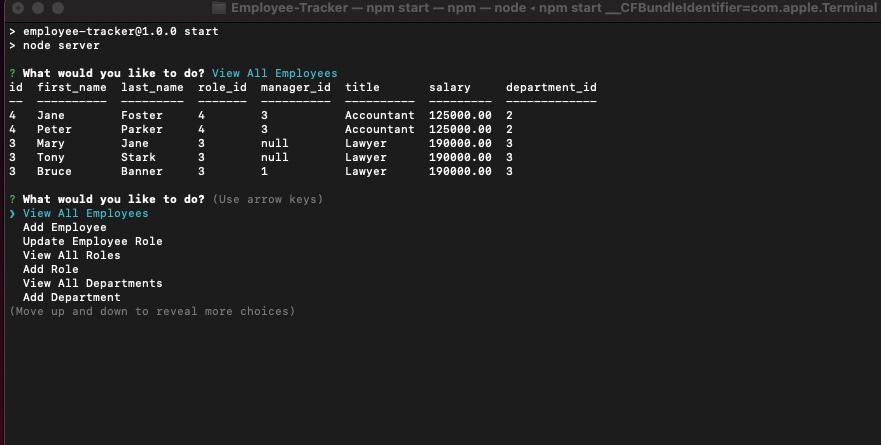 Employee-Tracker — npm start — npm — node ◂ npm start __CFBundleIdentifier=com.apple.Terminal
> employee-tracker@1.0.0 start
> node server
? What would you like to do? View All Employees
id  first_name  last_name  role_id  manager_id  title       salary     department_id
--  ----------  ---------  -------  ----------  ----------  ---------  -------------
4   Jane        Foster     4        3           Accountant  125000.00  2
4   Peter       Parker     4        3           Accountant  125000.00  2
3   Mary        Jane       3        null        Lawyer      190000.00  3
3   Tony        Stark      3        null        Lawyer      190000.00  3
3   Bruce       Banner     3        1           Lawyer      190000.00  3
? What would you like to do? (Use arrow keys)
❯ View All Employees
Add Employee
Update Employee Role
View All Roles
Add Role
View All Departments
Add Department
(Move up and down to reveal more choices)